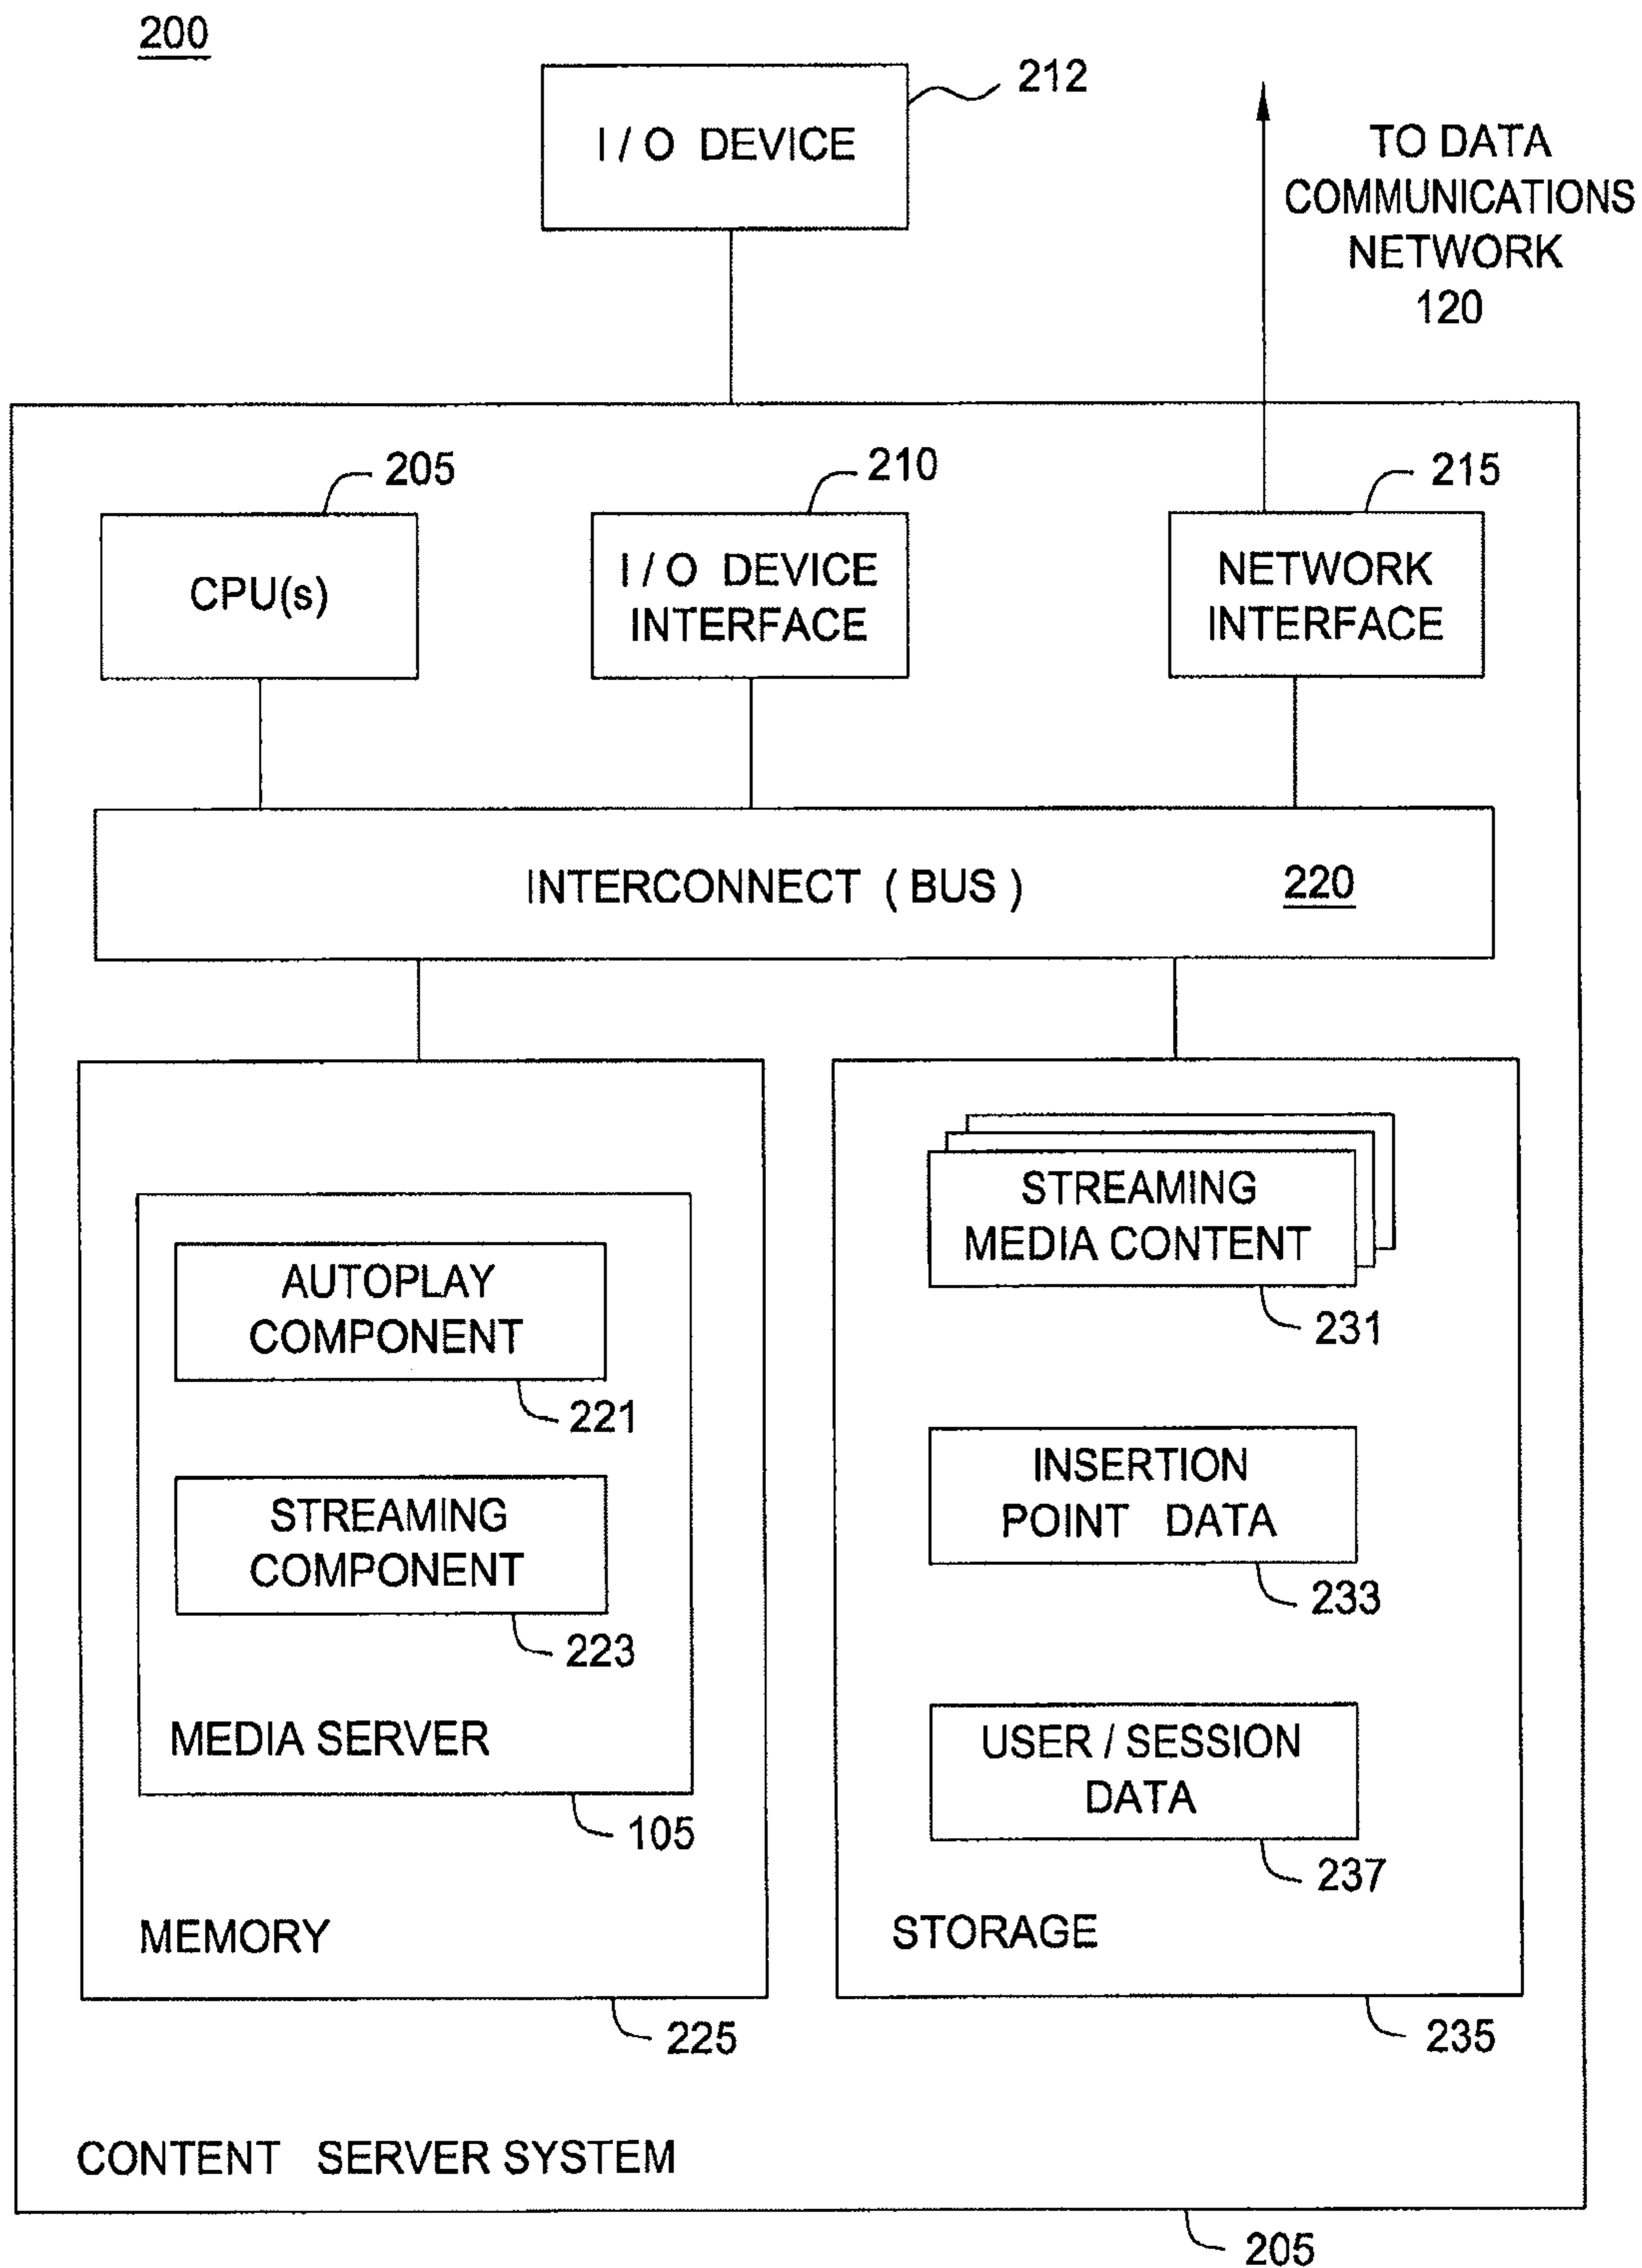 200
212
I / O DEVICE
TO DATA
COMMUNICATIONS
NETWORK
120
205
210
215
CPU(s)
I / O DEVICE
INTERFACE
NETWORK
INTERFACE
INTERCONNECT ( BUS )
220
STREAMING
MEDIA CONTENT
231
AUTOPLAY
COMPONENT
221
INSERTION
POINT DATA
233
STREAMING
COMPONENT
223
USER / SESSION
DATA
237
MEDIA SERVER
105
MEMORY
225
STORAGE
235
CONTENT SERVER SYSTEM
205